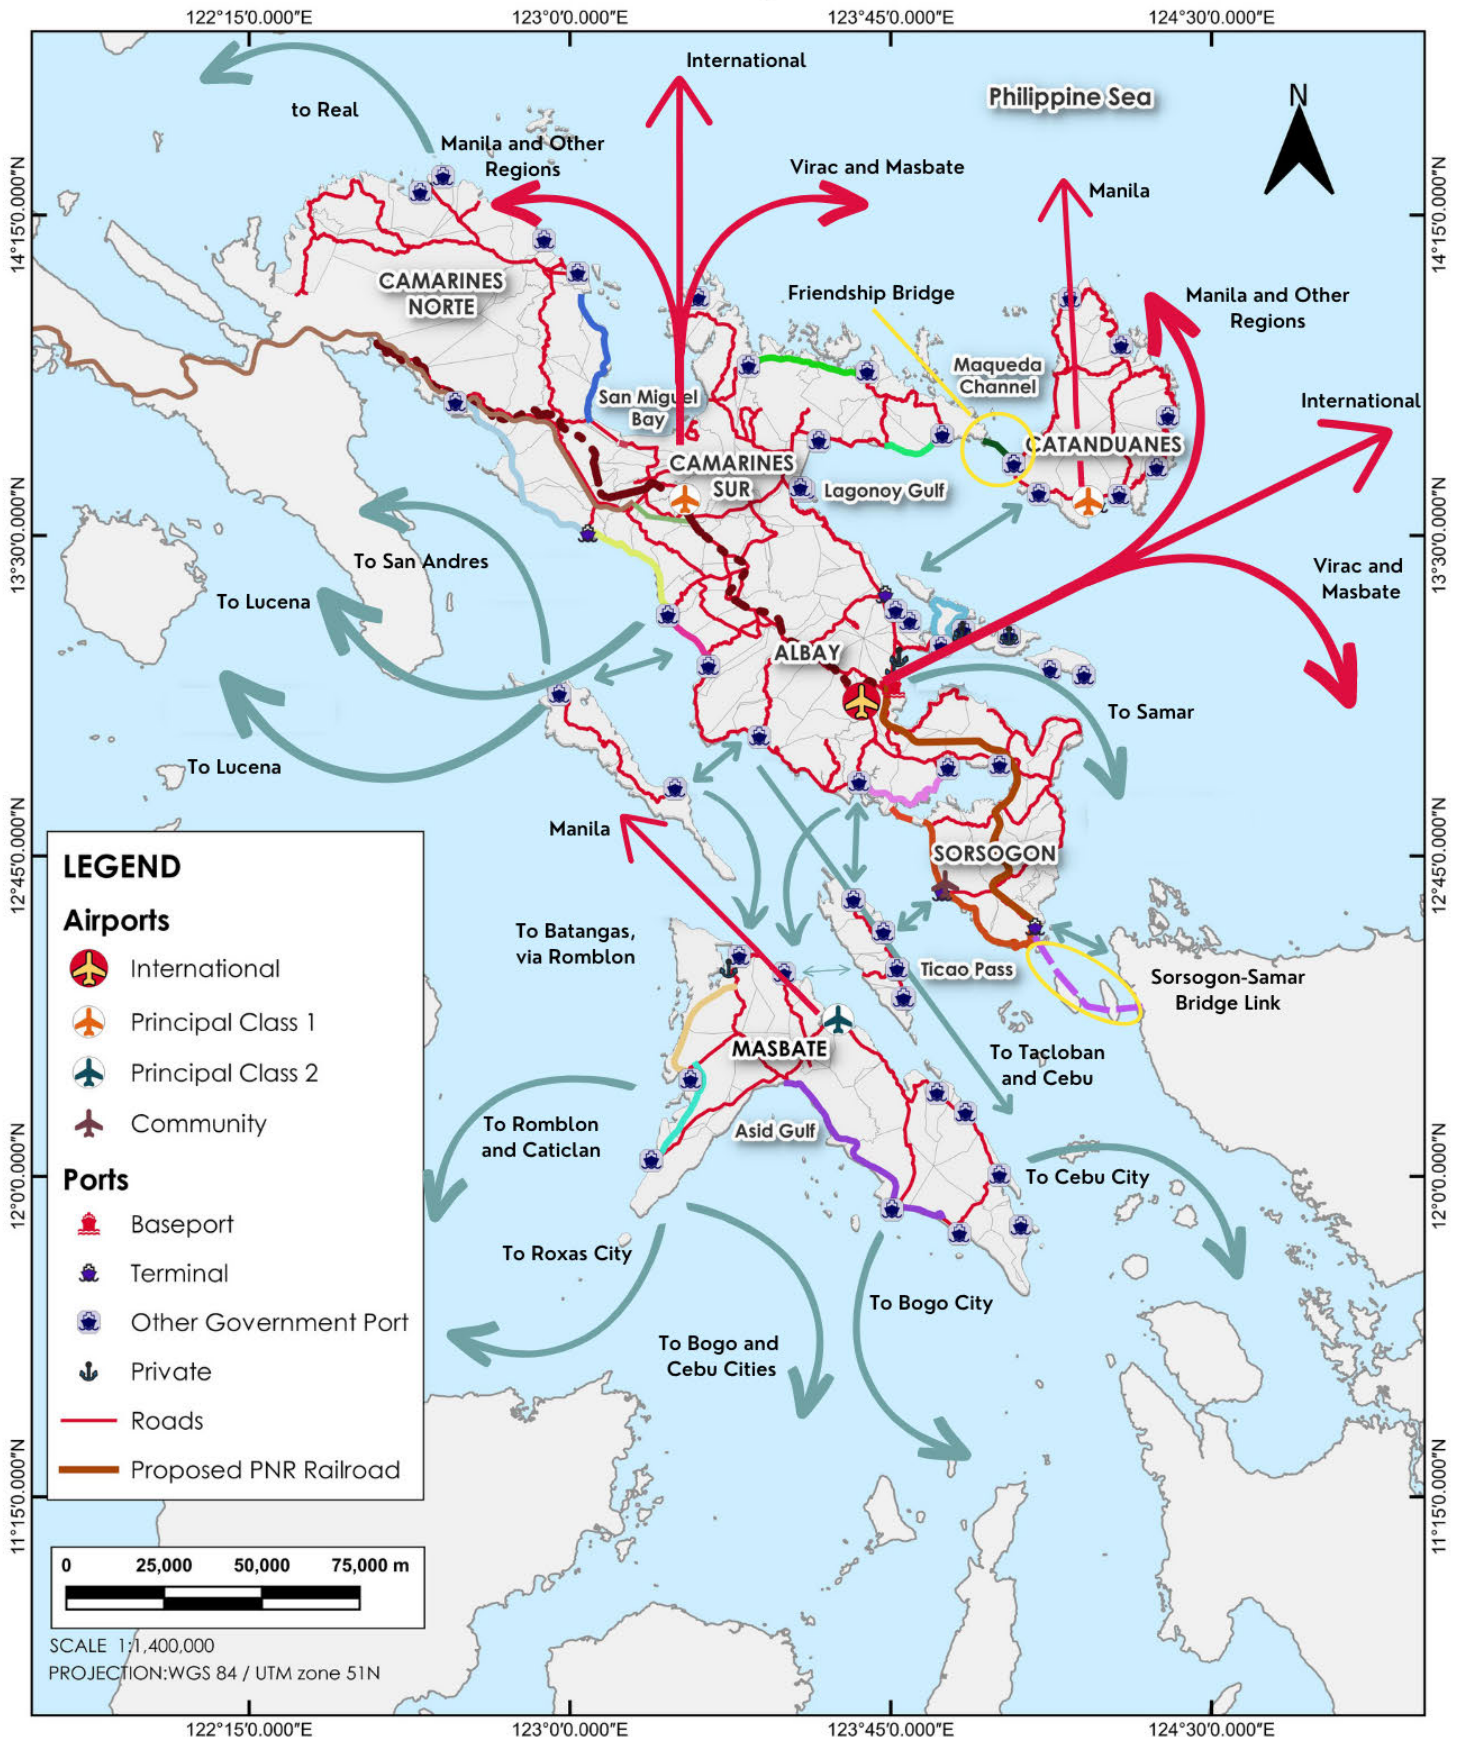 122°15'0.000"E
123°0'0.000"E
123°45'0.000"E
124°30'0.000"E
International
Philippine Sea
N
to Real
Manila and Other
Regions
Virac and Masbate
Manila
14°15'0.000"N
14°15'0.000"N
CAMARINES
NORTE
Friendship Bridge
Manila and Other
Regions
Maqueda
Channel
San Miguel
Bay
International
CATANDUANES
CAMARINES
SUR
Lagonoy Gulf
13°30'0.000"N
13°30'0.000"N
To San Andres
Virac and
Masbate
To Lucena
ALBAY
To Samar
To Lucena
Manila
12°45'0.000"N
12°45'0.000"N
SORSOGON
LEGEND
Airports
International
Principal Class 1
Principal Class 2
Community
Ports
Baseport
Terminal
Other Government Port
Private
Roads
Proposed PNR Railroad
To Batangas,
via Romblon
Ticao Pass
Sorsogon-Samar
Bridge Link
MASBATE
To Tacloban
and Cebu
To Romblon
and Caticlan
Asid Gulf
To Cebu City
12°0'0.000"N
12°0'0.000"N
To Roxas City
To Bogo City
To Bogo and
Cebu Cities
11°15'0.000"N
11°15'0.000"N
0 25,000 50,000 75,000 m
SCALE 1:1,400,000
PROJECTION:WGS 84 / UTM zone 51N
122°15'0.000"E
123°0'0.000"E
123°45'0.000"E
124°30'0.000"E